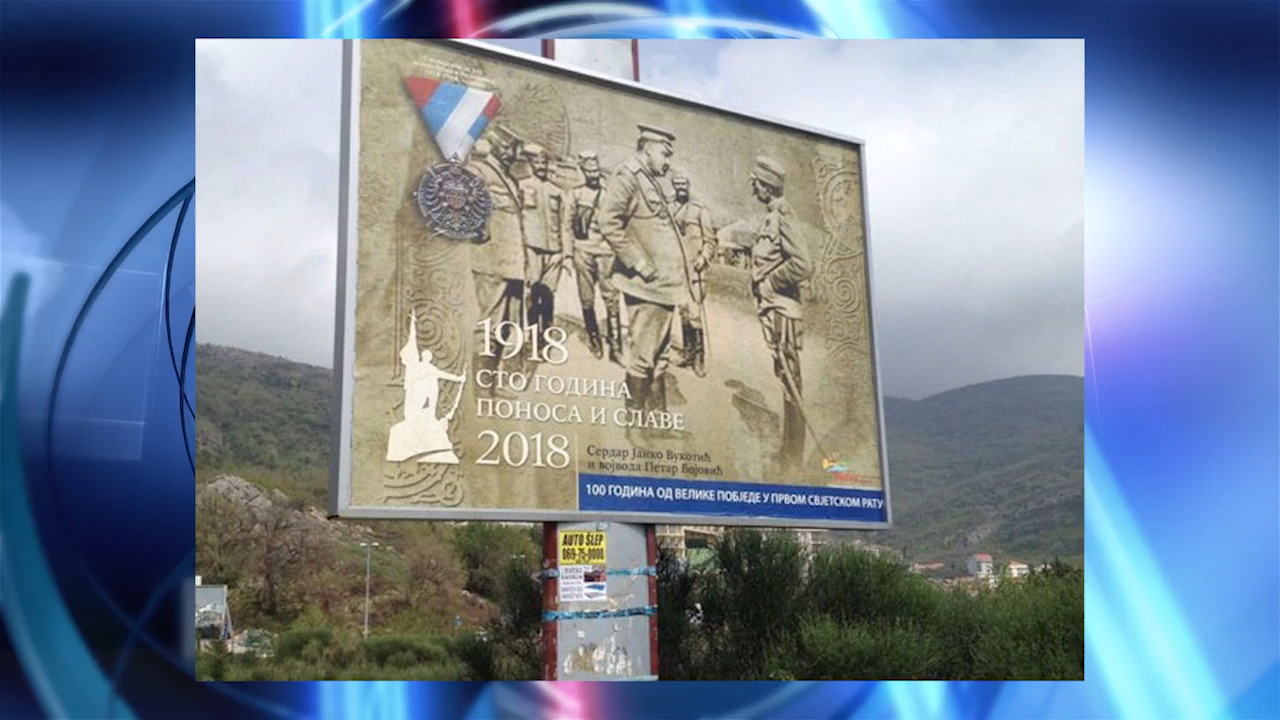 1918
СТО ГОДИНА
ПОНОСА И СЛАВЕ
2018
Сердар Јанко Вукотић
и војвода Петар Бојовић
100 ГОДИНА ОД ВЕЛИКЕ ПОБЈЕДЕ У ПРВОМ СВЈЕТСКОМ РАТУ
AUTO ŠLEP
069-75-0000